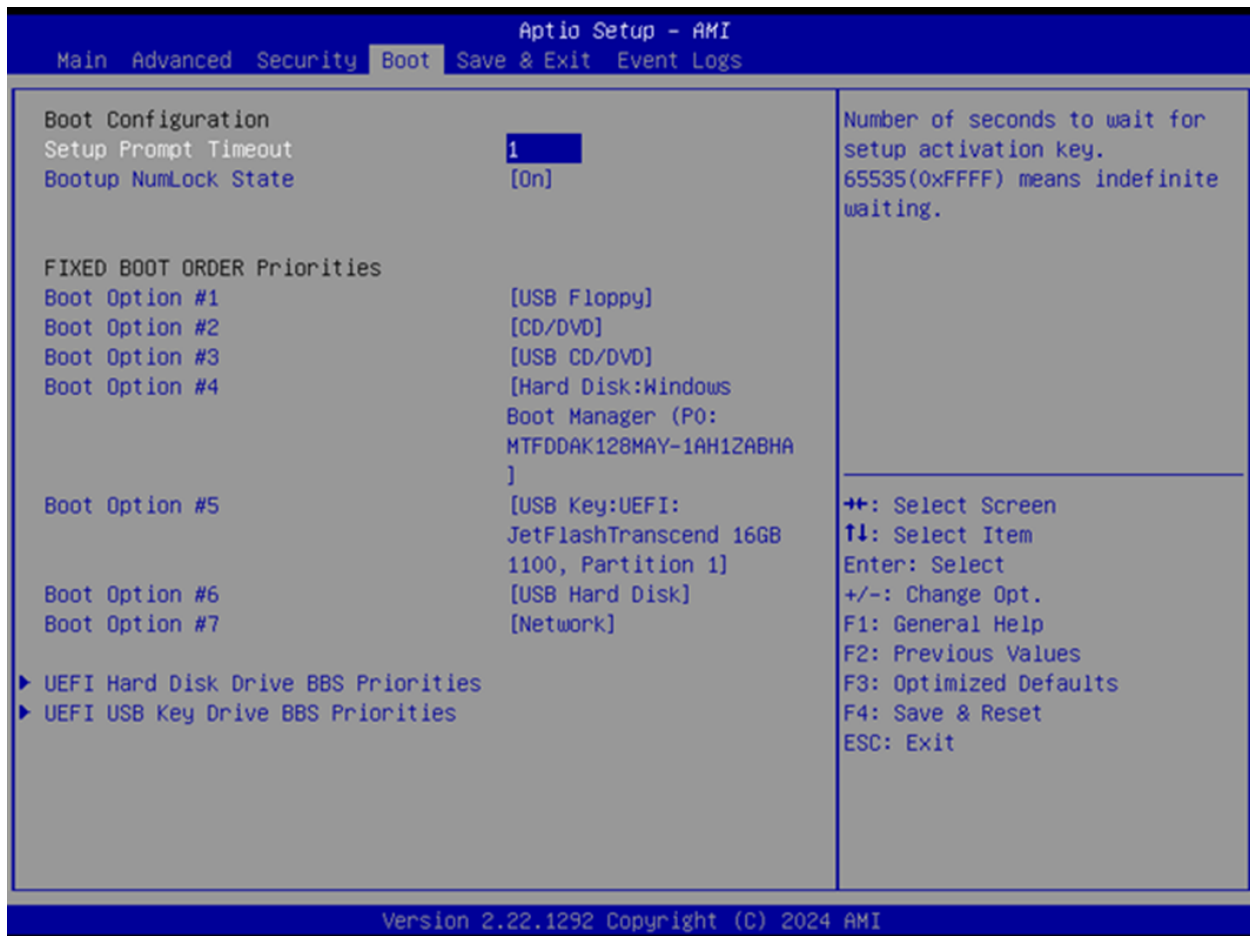 Aptio Setup – AMI
Main Advanced Security Boot Save & Exit Event Logs
Boot Configuration
Setup Prompt Timeout 1
Bootup NumLock State [On]
FIXED BOOT ORDER Priorities
Boot Option #1 [USB Floppy]
Boot Option #2 [CD/DVD]
Boot Option #3 [USB CD/DVD]
Boot Option #4 [Hard Disk:Windows
Boot Manager (P0:
MTFDDAK128MAY-1AH1ZABHA
]
Boot Option #5 [USB Key:UEFI:
JetFlashTranscend 16GB
1100, Partition 1]
Boot Option #6 [USB Hard Disk]
Boot Option #7 [Network]
UEFI Hard Disk Drive BBS Priorities
UEFI USB Key Drive BBS Priorities
Number of seconds to wait for
setup activation key.
65535(0xFFFF) means indefinite
waiting.
→←: Select Screen
↑↓: Select Item
Enter: Select
+/-: Change Opt.
F1: General Help
F2: Previous Values
F3: Optimized Defaults
F4: Save & Reset
ESC: Exit
Version 2.22.1292 Copyright (C) 2024 AMI